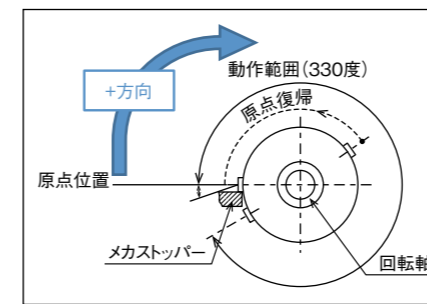 動作範囲(330度)
+方向
原点復帰
原点位置
メカストッパー
回転軸